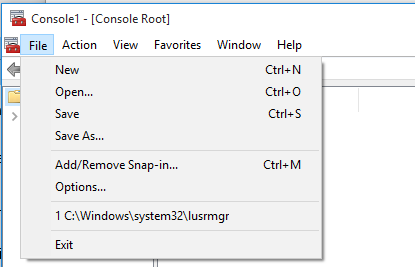 Console1 - [Console Root]
File Action View Favorites Window Help
New Ctrl+N
Open... Ctrl+O
Save Ctrl+S
Save As...
Add/Remove Snap-in... Ctrl+M
Options...
1 C:\Windows\system32\lusrmgr
Exit